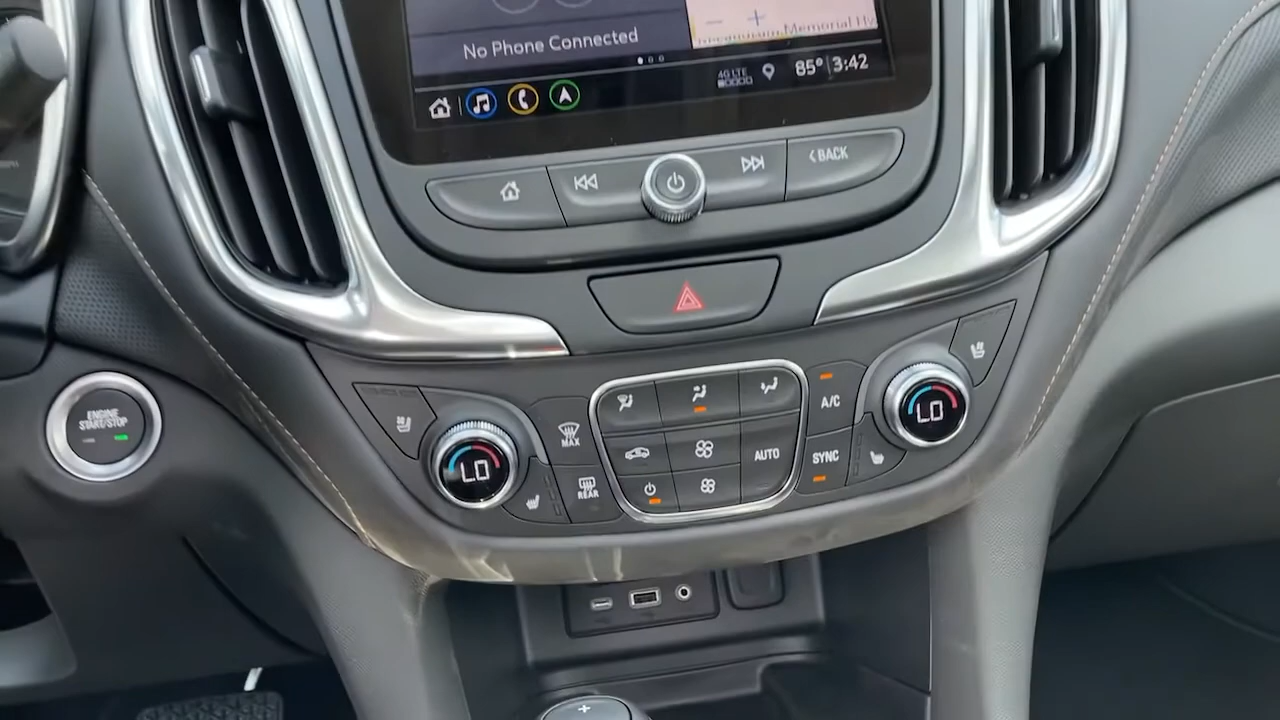 No Phone Connected
Memorial Hv
4G LTE
85° 3:42
BACK
ENGINE
START/STOP
LO
MAX
REAR
AUTO
A/C
SYNC
LO